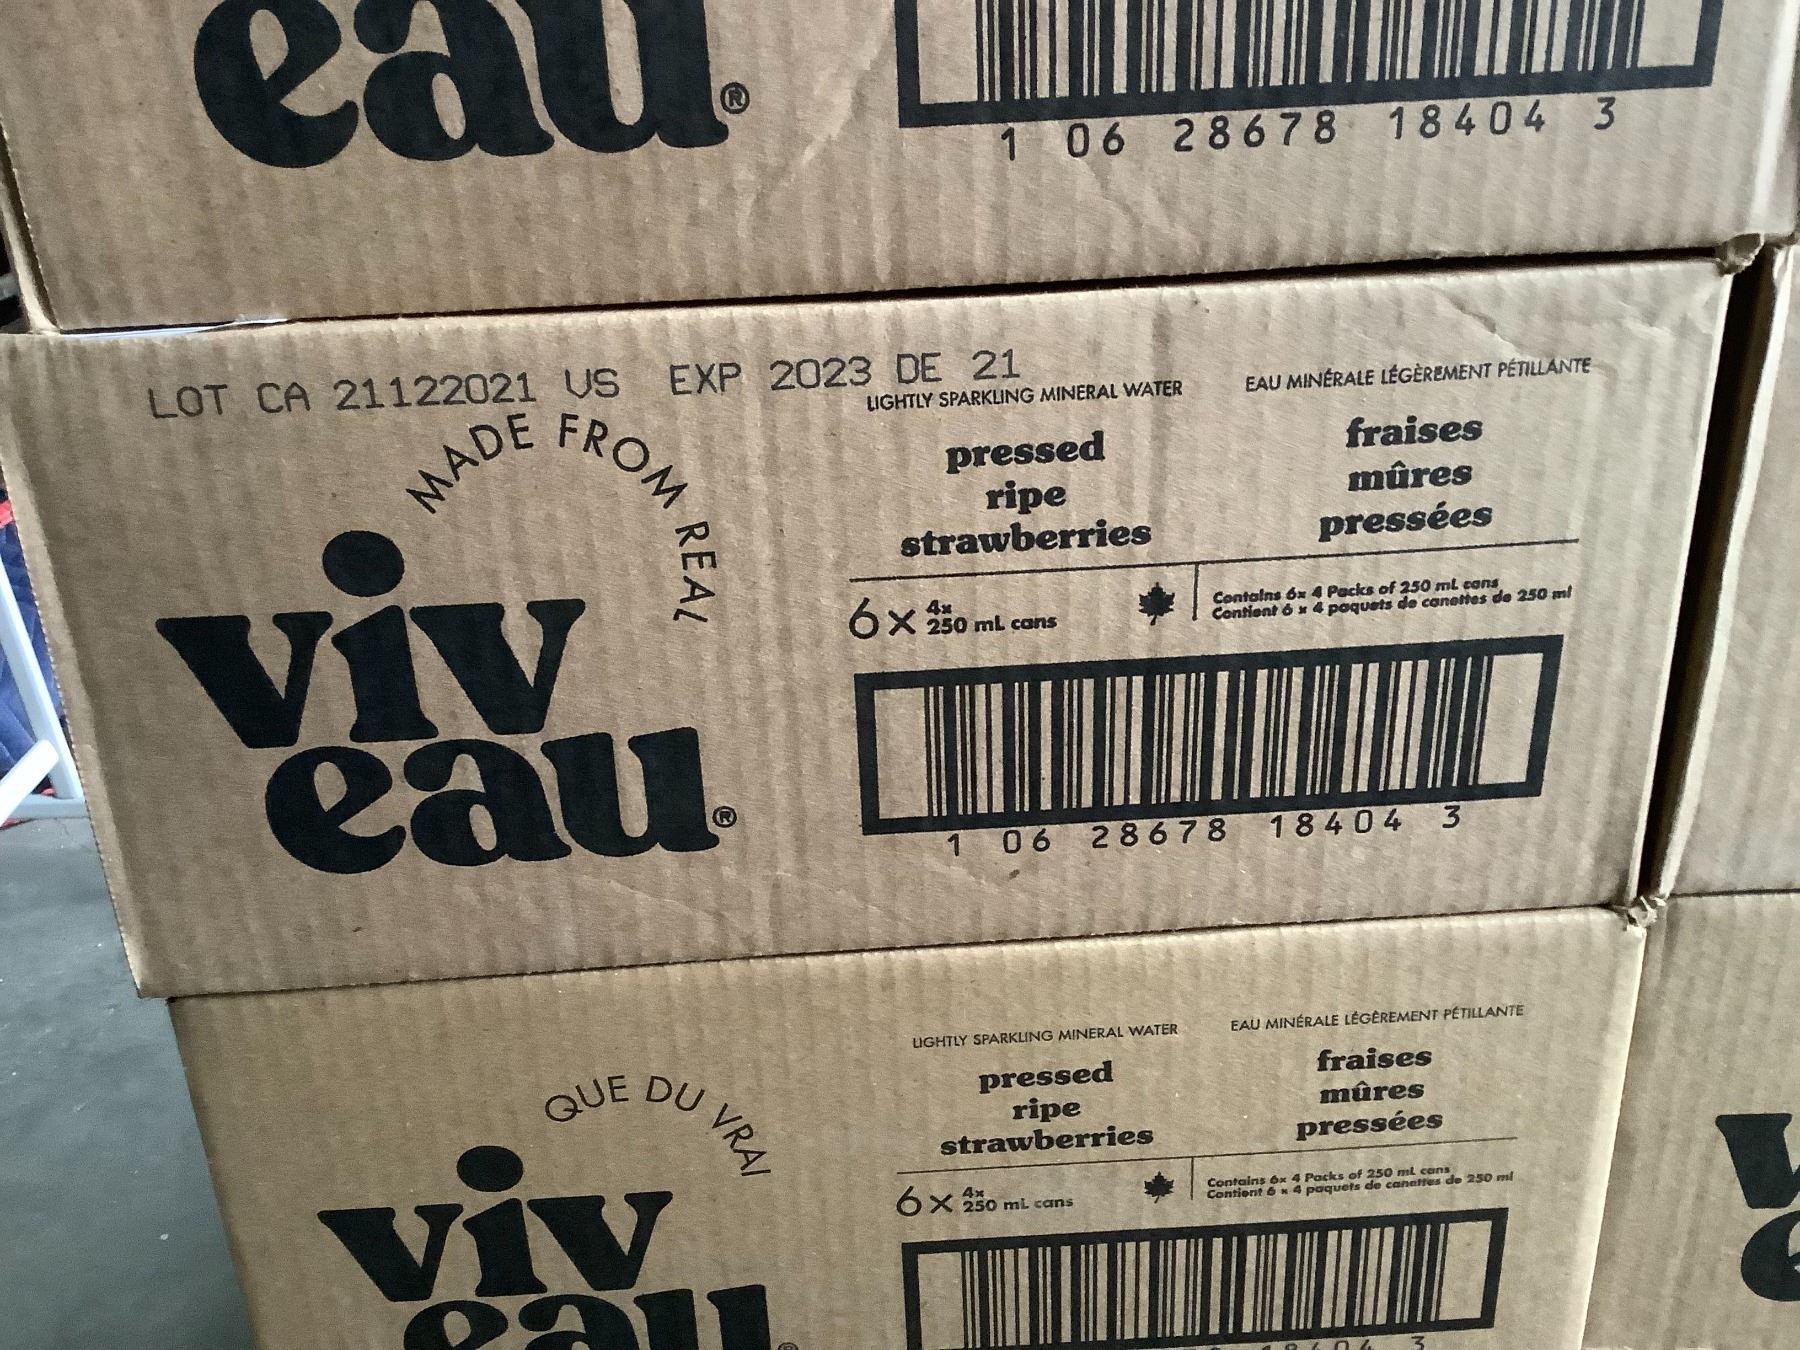 eau®
1 06 28678 18404 3
LOT CA 21122021 US EXP 2023 DE 21
MADE FROM REAL
viv
eau®
LIGHTLY SPARKLING MINERAL WATER
pressed
ripe
strawberries
EAU MINÉRALE LÉGÈREMENT PÉTILLANTE
fraises
mûres
pressées
6x 4x
250 mL cans
Contains 6x 4 Packs of 250 mL cans
Contient 6 x 4 paquets de canettes de 250 ml
1 06 28678 18404 3
QUE DU VRAI
viv
eau®
LIGHTLY SPARKLING MINERAL WATER
pressed
ripe
strawberries
EAU MINÉRALE LÉGÈREMENT PÉTILLANTE
fraises
mûres
pressées
6x 4x
250 mL cans
Contains 6x 4 Packs of 250 mL cans
Contient 6 x 4 paquets de canettes de 250 ml
18404 3